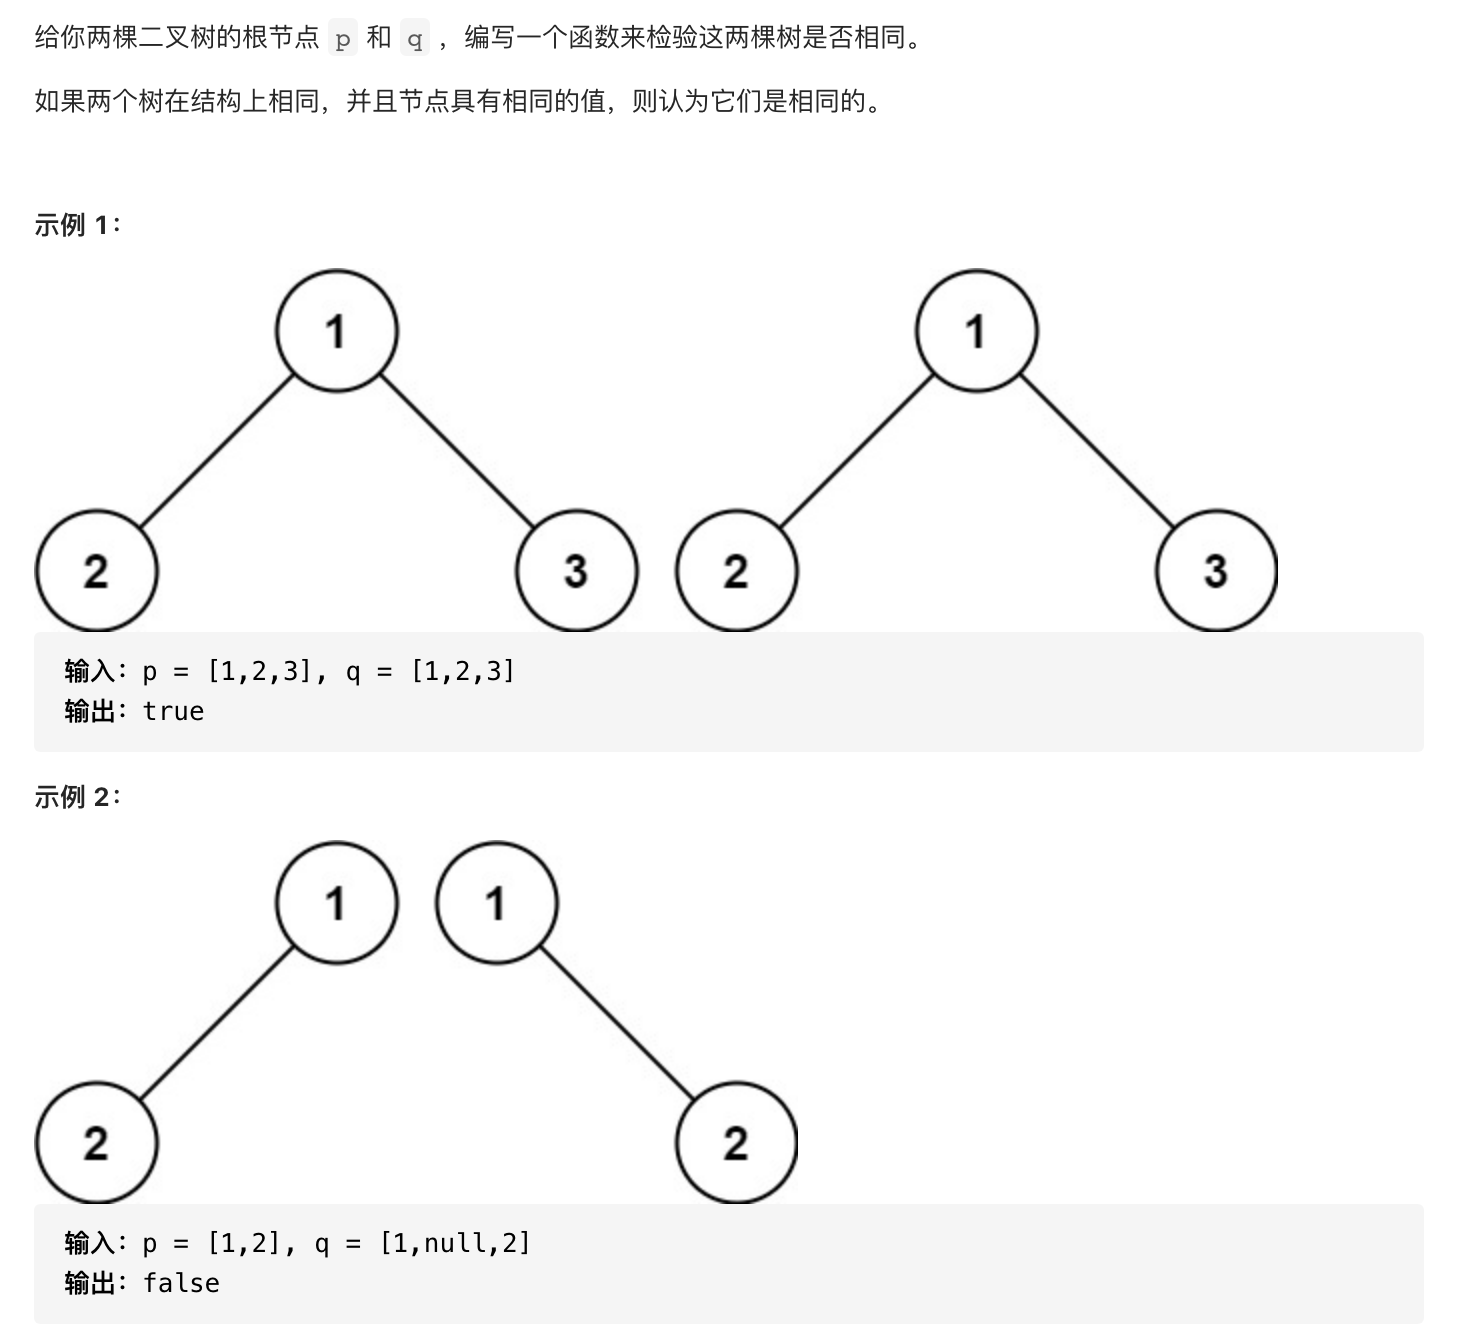 给你两棵二叉树的根节点 p 和 q ，编写一个函数来检验这两棵树是否相同。
如果两个树在结构上相同，并且节点具有相同的值，则认为它们是相同的。
示例 1：
1 1
2 3 2 3
输入：p = [1,2,3], q = [1,2,3]
输出：true
示例 2：
1 1
2 2
输入：p = [1,2], q = [1,null,2]
输出：false